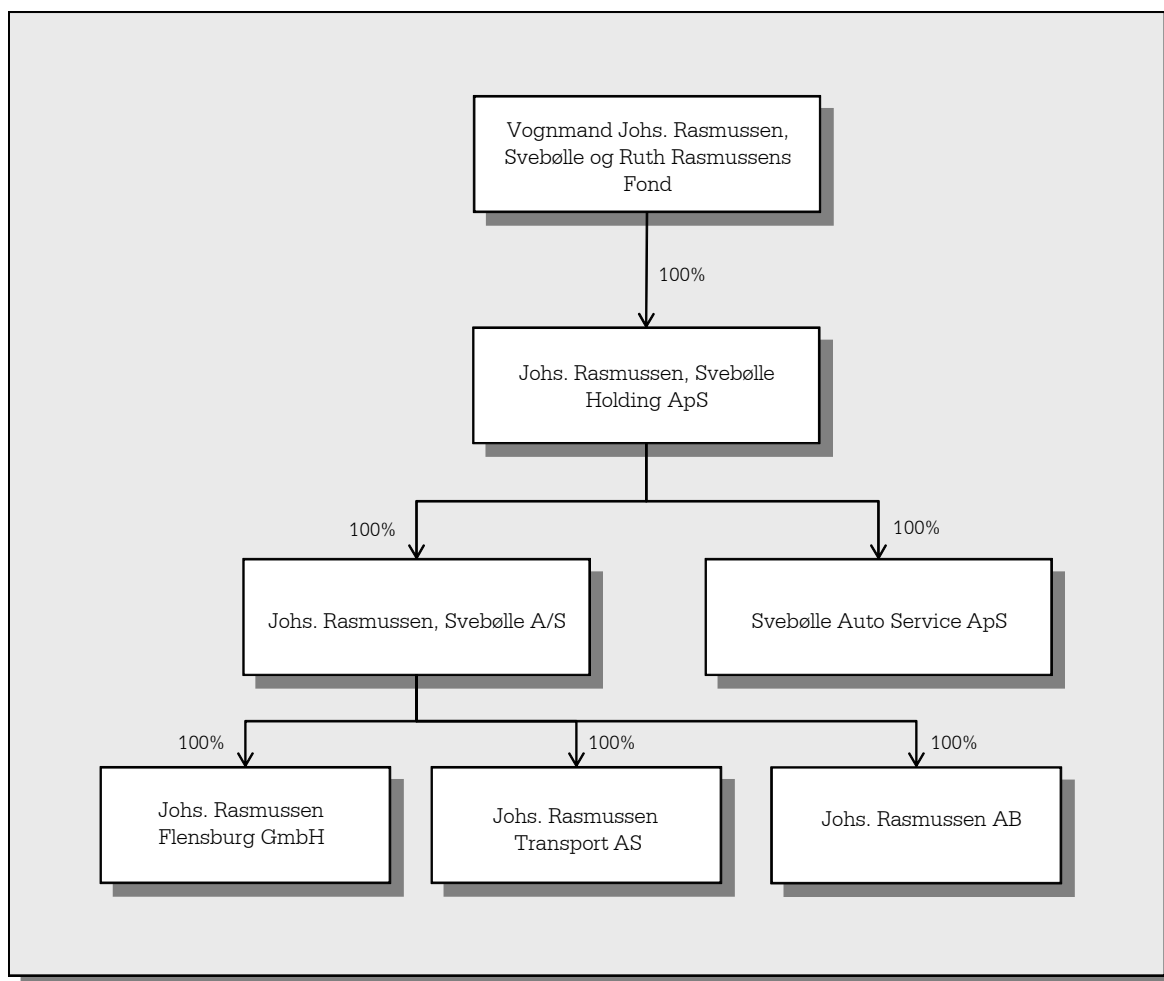 Vognmand Johs. Rasmussen,
Svebølle og Ruth Rasmussens
Fond
100%
Johs. Rasmussen, Svebølle
Holding ApS
100%
100%
Johs. Rasmussen, Svebølle A/S
Svebølle Auto Service ApS
100%
100%
100%
Johs. Rasmussen
Flensburg GmbH
Johs. Rasmussen
Transport AS
Johs. Rasmussen AB